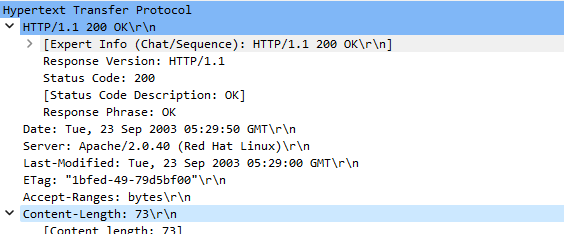 Hypertext Transfer Protocol
HTTP/1.1 200 OK\r\n
[Expert Info (Chat/Sequence): HTTP/1.1 200 OK\r\n]
Response Version: HTTP/1.1
Status Code: 200
[Status Code Description: OK]
Response Phrase: OK
Date: Tue, 23 Sep 2003 05:29:50 GMT\r\n
Server: Apache/2.0.40 (Red Hat Linux)\r\n
Last-Modified: Tue, 23 Sep 2003 05:29:00 GMT\r\n
ETag: "1bfed-49-79d5bf00"\r\n
Accept-Ranges: bytes\r\n
Content-Length: 73\r\n
[Content length: 73]